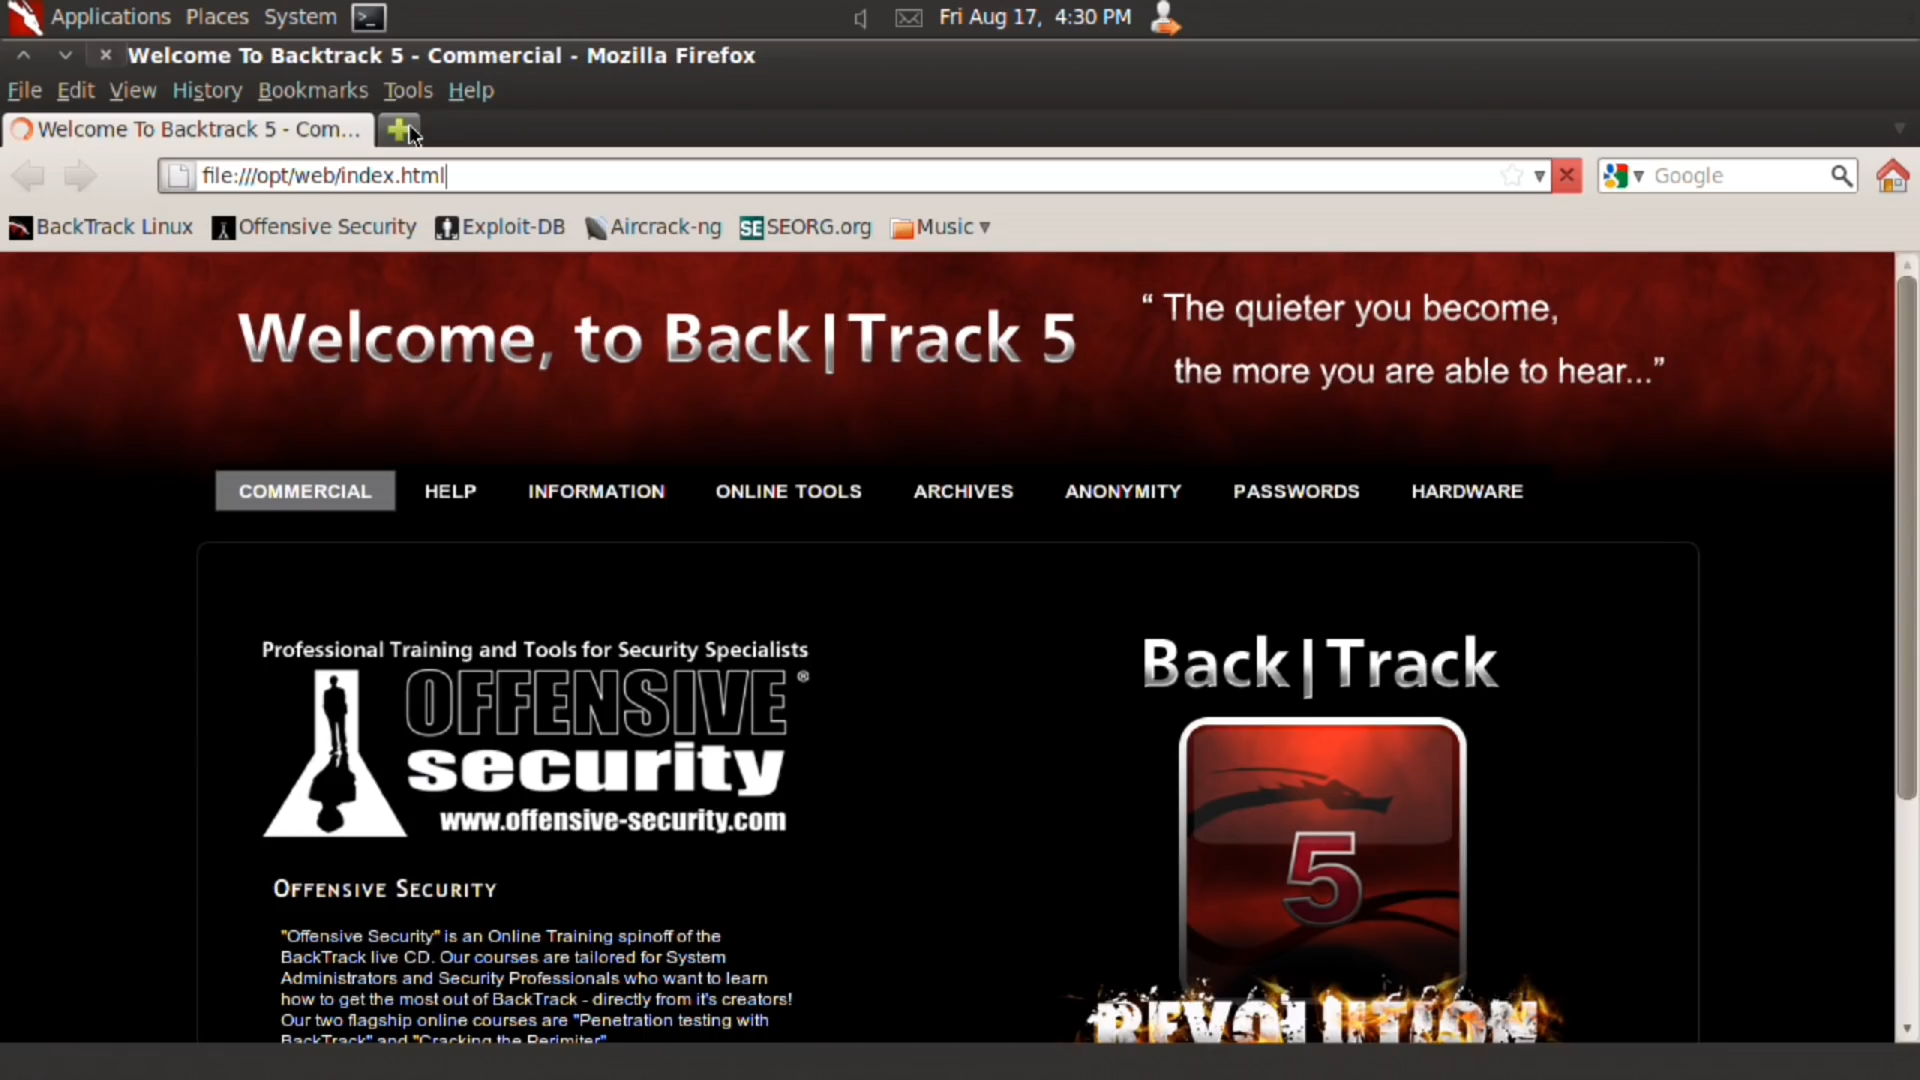 Applications Places System
Fri Aug 17, 4:30 PM
Welcome To Backtrack 5 - Commercial - Mozilla Firefox
File Edit View History Bookmarks Tools Help
Welcome To Backtrack 5 - Com...
file:///opt/web/index.html
Google
BackTrack Linux Offensive Security Exploit-DB Aircrack-ng SE SEORG.org Music
Welcome, to Back|Track 5
“ The quieter you become,
the more you are able to hear...”
COMMERCIAL HELP INFORMATION ONLINE TOOLS ARCHIVES ANONYMITY PASSWORDS HARDWARE
Professional Training and Tools for Security Specialists
OFFENSIVE ®
security
www.offensive-security.com
Back|Track
5
REVOLUTION
OFFENSIVE SECURITY
"Offensive Security" is an Online Training spinoff of the
BackTrack live CD. Our courses are tailored for System
Administrators and Security Professionals who want to learn
how to get the most out of BackTrack - directly from it's creators!
Our two flagship online courses are "Penetration testing with
BackTrack" and "Cracking the Perimeter".